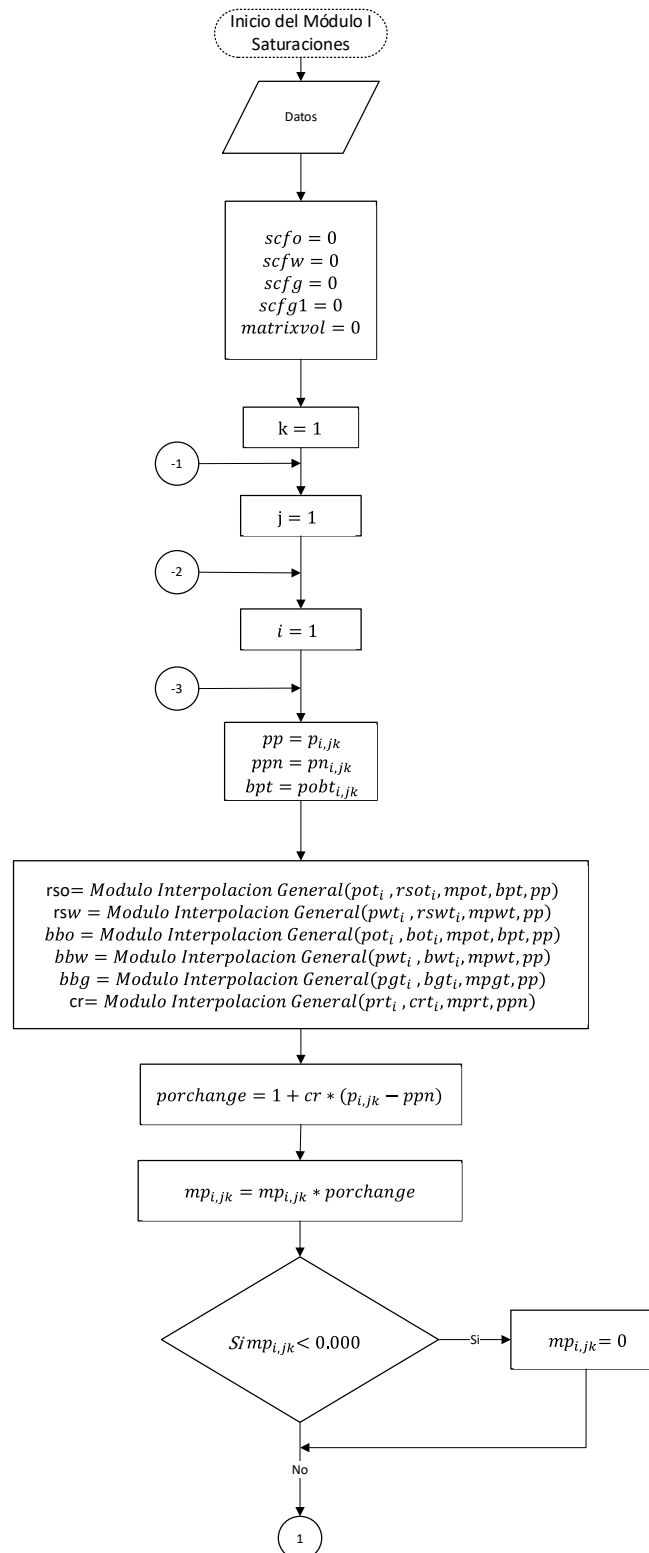 Inicio del Módulo I
Saturaciones
Datos
scfo = 0
scfw = 0
scfg = 0
scfg1 = 0
matrixvol = 0
k = 1
-1
j = 1
-2
i = 1
-3
pp = p_{i,jk}
ppn = pn_{i,jk}
bpt = pobt_{i,jk}
rso= Modulo Interpolacion General(pot_i , rsot_i, mpot, bpt, pp)
rsw = Modulo Interpolacion General(pwt_i , rswt_i, mpwt, pp)
bbo = Modulo Interpolacion General(pot_i , bot_i, mpot, bpt, pp)
bbw = Modulo Interpolacion General(pwt_i , bwt_i, mpwt, pp)
bbg = Modulo Interpolacion General(pgt_i , bgt_i, mpgt, pp)
cr= Modulo Interpolacion General(prt_i , crt_i, mprt, ppn)
porchange = 1 + cr * (p_{i,jk} − ppn)
mp_{i,jk} = mp_{i,jk} * porchange
Simp_{i,jk} < 0.000
Si
mp_{i,jk} = 0
No
1